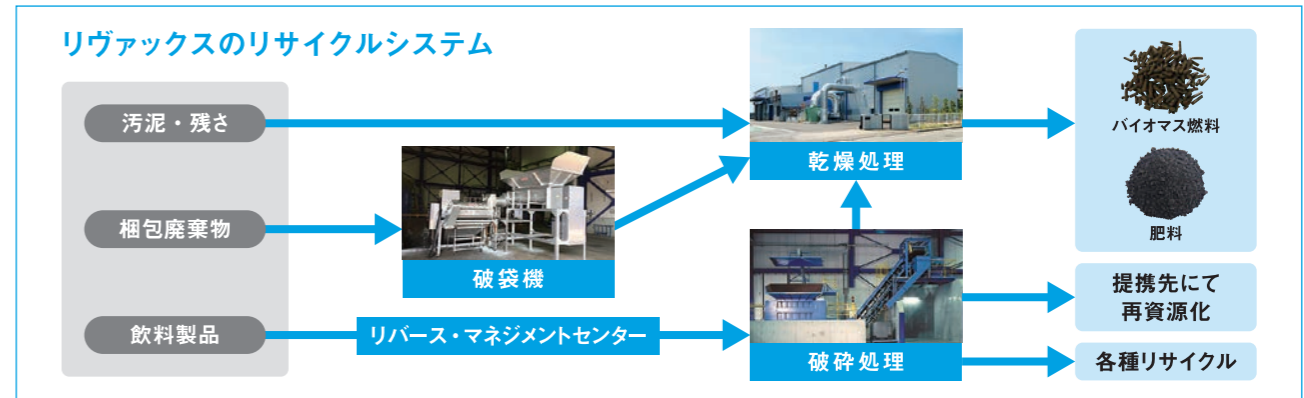 リヴァックスのリサイクルシステム
汚泥・残さ
梱包廃棄物
飲料製品
破袋機
リバース・マネジメントセンター
乾燥処理
破砕処理
バイオマス燃料
肥料
提携先にて
再資源化
各種リサイクル